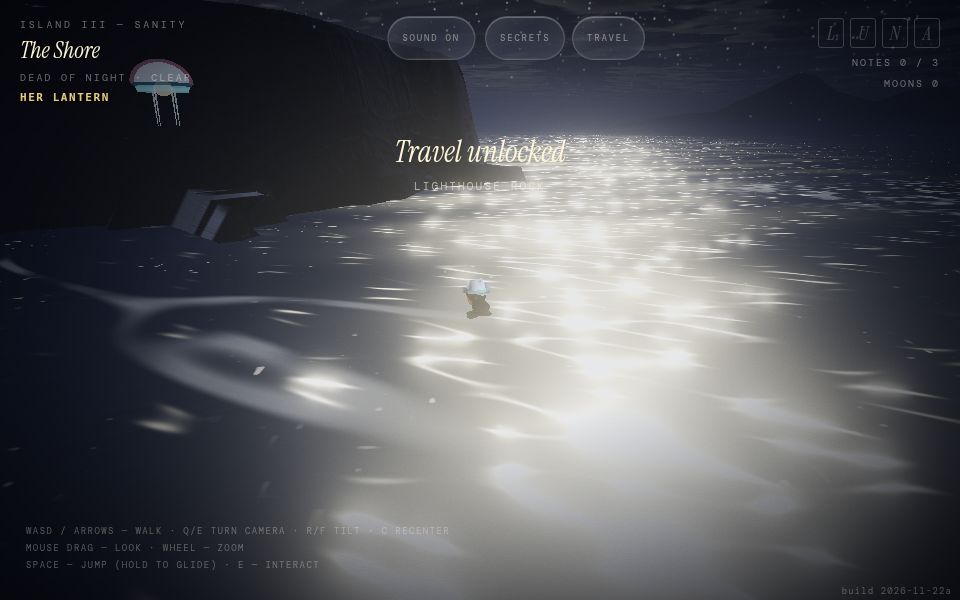 ISLAND III — SANITY
The Shore
DEAD OF NIGHT · CLEAR
HER LANTERN
SOUND ON
SECRETS
TRAVEL
L U N A
NOTES 0 / 3
MOONS 0
Travel unlocked
LIGHTHOUSE ROCK
WASD / ARROWS — WALK · Q/E TURN CAMERA · R/F TILT · C RECENTER
MOUSE DRAG — LOOK · WHEEL — ZOOM
SPACE — JUMP (HOLD TO GLIDE) · E — INTERACT
build 2026-11-22a